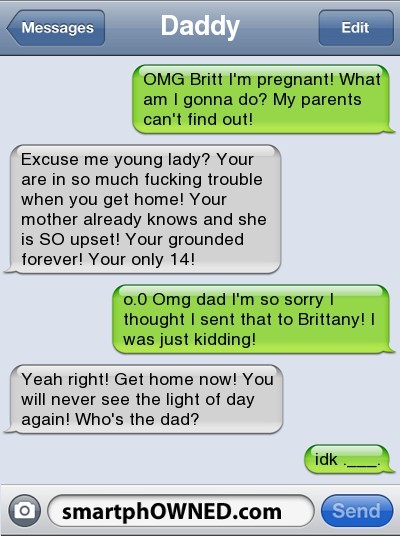 Messages
Daddy
Edit
OMG Britt I'm pregnant! What
am I gonna do? My parents
can't find out!
Excuse me young lady? Your
are in so much fucking trouble
when you get home! Your
mother already knows and she
is SO upset! Your grounded
forever! Your only 14!
o.0 Omg dad I'm so sorry I
thought I sent that to Brittany! I
was just kidding!
Yeah right! Get home now! You
will never see the light of day
again! Who's the dad?
idk .___.
smartphOWNED.com
Send